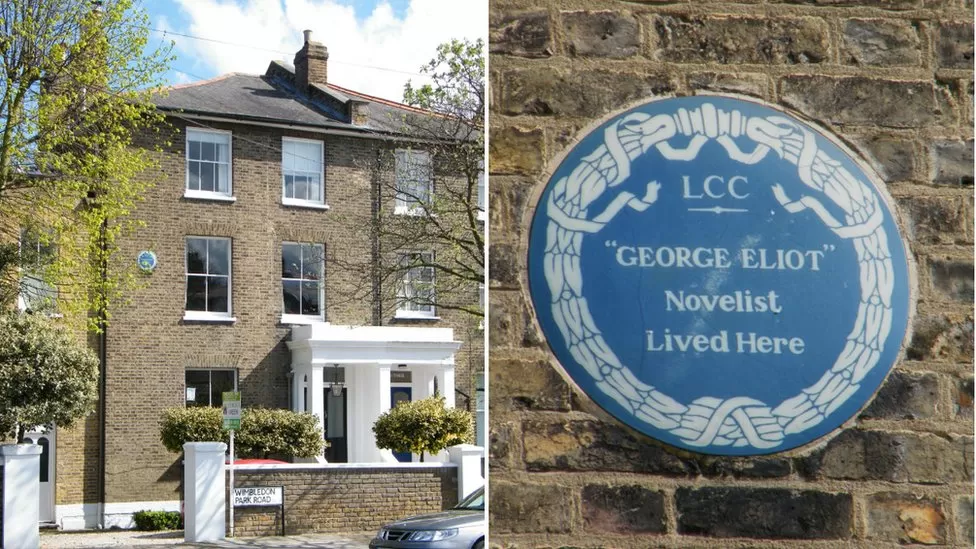 WIMBLEDON
PARK ROAD
LCC
"GEORGE ELIOT"
Novelist
Lived Here